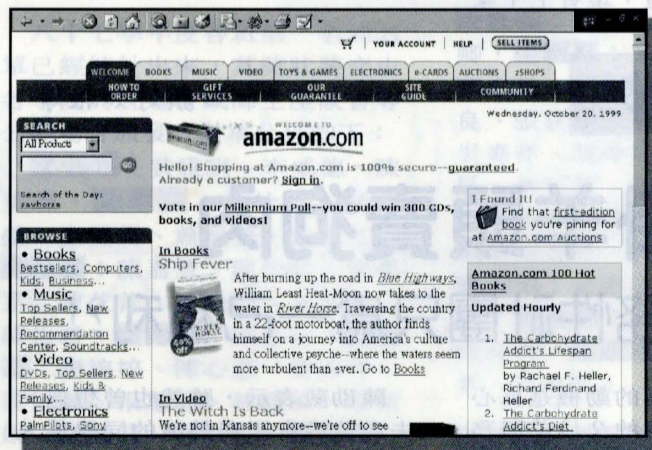 YOUR ACCOUNT | HELP | SELL ITEMS
WELCOME BOOKS MUSIC VIDEO TOYS & GAMES ELECTRONICS e-CARDS AUCTIONS zSHOPS
HOW TO ORDER GIFT SERVICES OUR GUARANTEE SITE GUIDE COMMUNITY
Wednesday, October 20, 1999
SEARCH
All Products
GO!
Search of the Day:
rayhorse
BROWSE
• Books
Bestsellers, Computers,
Kids, Business...
• Music
Top Sellers, New
Releases,
Recommendation
Center, Soundtracks...
• Video
DVDs, Top Sellers, New
Releases, Kids &
Family...
• Electronics
PalmPilots, Sony
WELCOME TO
amazon.com
Hello! Shopping at Amazon.com is 100% secure--guaranteed.
Already a customer? Sign in.
Vote in our Millennium Poll--you could win 300 CDs,
books, and videos!
In Books
Ship Fever
RIVER
HORSE
40%
off
After burning up the road in Blue Highways,
William Least Heat-Moon now takes to the
water in River Horse. Traversing the country
in a 22-foot motorboat, the author finds
himself on a journey into America's culture
and collective psyche--where the waters seem
more turbulent than ever. Go to Books
In Video
The Witch Is Back
We're not in Kansas anymore--we're off to see
I Found It!
Find that first-edition
book you're pining for
at Amazon.com Auctions
Amazon.com 100 Hot
Books
Updated Hourly
1. The Carbohydrate
Addict's Lifespan
Program
by Rachael F. Heller,
Richard Ferdinand
Heller
2. The Carbohydrate
Addict's Diet